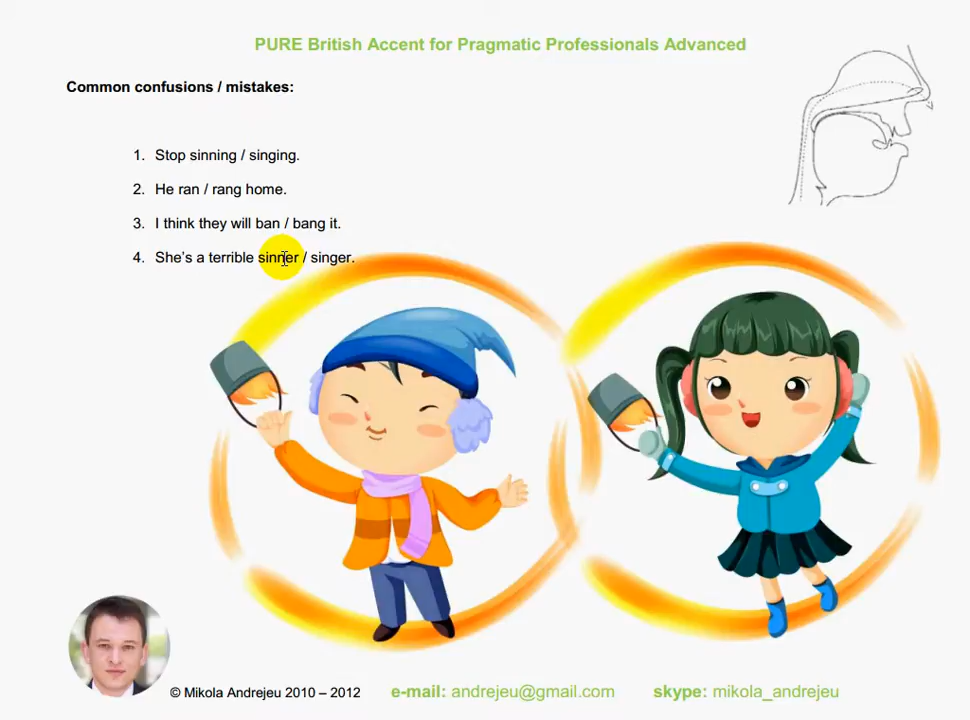 PURE British Accent for Pragmatic Professionals Advanced
Common confusions / mistakes:
1. Stop sinning / singing.
2. He ran / rang home.
3. I think they will ban / bang it.
4. She's a terrible sinner / singer.
© Mikola Andrejeu 2010 – 2012 e-mail: andrejeu@gmail.com skype: mikola_andrejeu